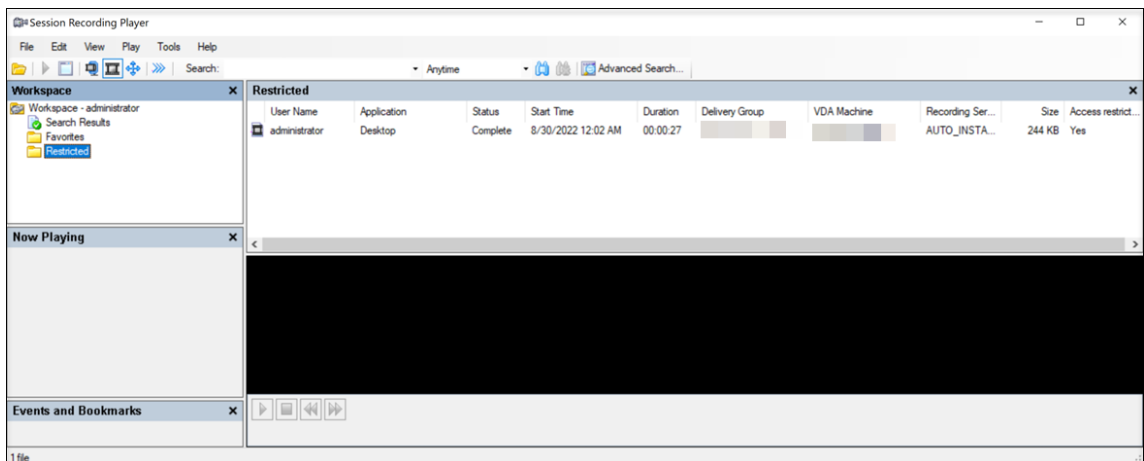 Session Recording Player
File Edit View Play Tools Help
Search: Anytime Advanced Search...
Workspace
Workspace - administrator
Search Results
Favorites
Restricted
Restricted
User Name Application Status Start Time Duration Delivery Group VDA Machine Recording Ser... Size Access restrict...
administrator Desktop Complete 8/30/2022 12:02 AM 00:00:27 AUTO_INSTA... 244 KB Yes
Now Playing
Events and Bookmarks
1 file